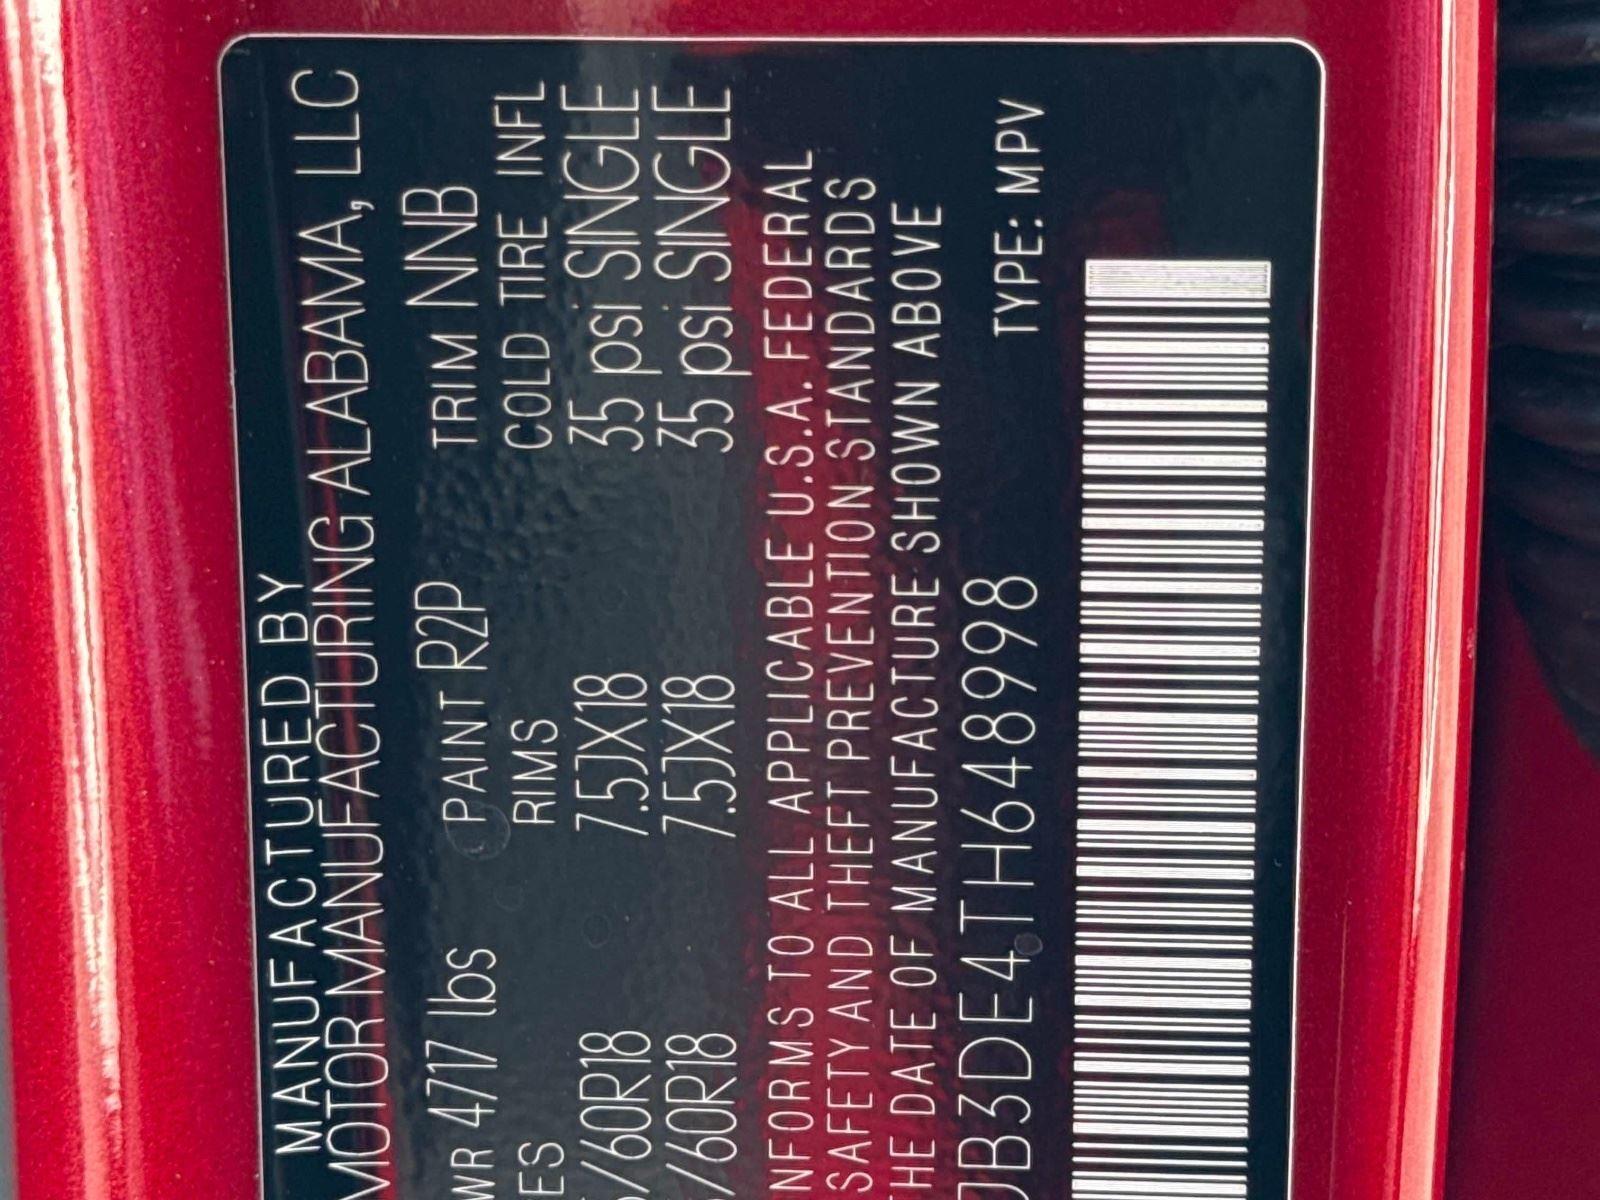 MANUFACTURED BY
MOTOR MANUFACTURING ALABAMA, LLC
WR 4717 lbs PAINT R2P TRIM NNB
ES RIMS COLD TIRE INFL
/60R18 7.5JX18 35 psi SINGLE
/60R18 7.5JX18 35 psi SINGLE
NFORMS TO ALL APPLICABLE U.S.A. FEDERAL
SAFETY AND THEFT PREVENTION STANDARDS
THE DATE OF MANUFACTURE SHOWN ABOVE
B3DE4TH648998 TYPE: MPV